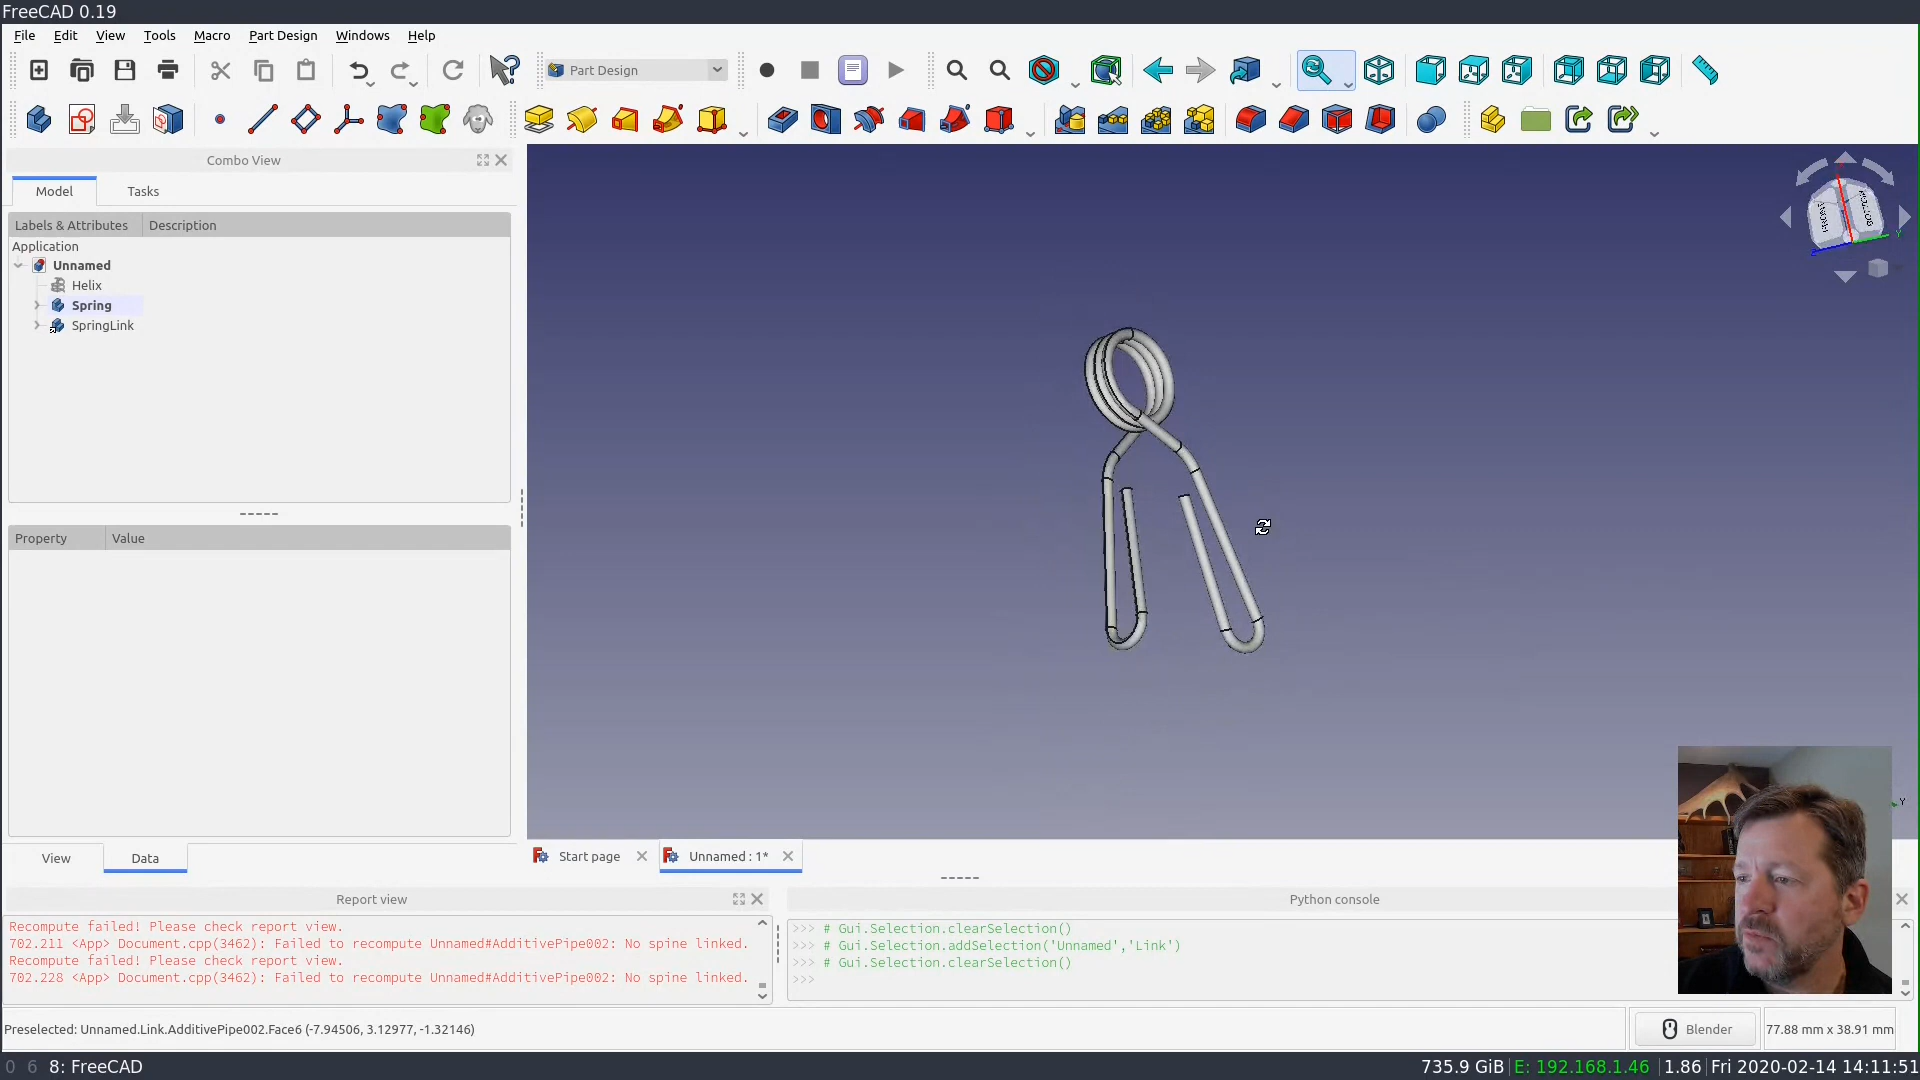 FreeCAD 0.19
File Edit View Tools Macro Part Design Windows Help
Part Design
Combo View
Model Tasks
Labels & Attributes Description
Application
Unnamed
Helix
Spring
SpringLink
Property Value
View Data
Start page Unnamed : 1*
Report view
Recompute failed! Please check report view.
702.211 <App> Document.cpp(3462): Failed to recompute Unnamed#AdditivePipe002: No spine linked.
Recompute failed! Please check report view.
702.228 <App> Document.cpp(3462): Failed to recompute Unnamed#AdditivePipe002: No spine linked.
Python console
>>> # Gui.Selection.clearSelection()
>>> # Gui.Selection.addSelection('Unnamed','Link')
>>> # Gui.Selection.clearSelection()
>>>
Preselected: Unnamed.Link.AdditivePipe002.Face6 (-7.94506, 3.12977, -1.32146)
Blender 77.88 mm x 38.91 mm
0 6 8: FreeCAD 735.9 GiB E: 192.168.1.46 1.86 Fri 2020-02-14 14:11:51